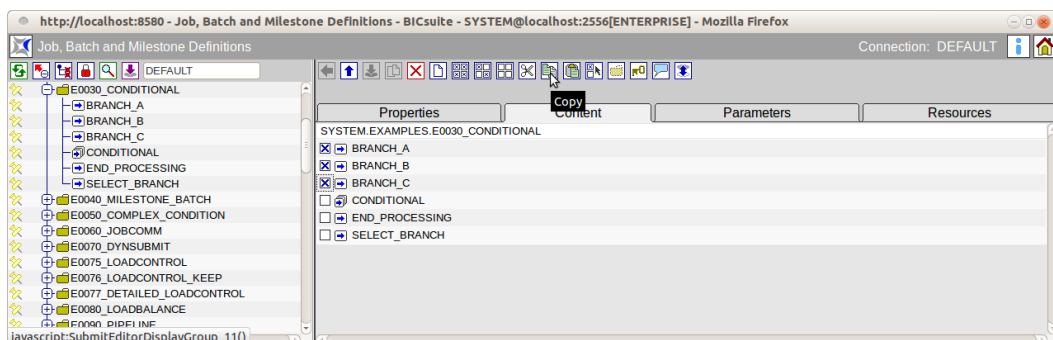 http://localhost:8580 - Job, Batch and Milestone Definitions - BICsuite - SYSTEM@localhost:2556[ENTERPRISE] - Mozilla Firefox
Job, Batch and Milestone Definitions
Connection: DEFAULT
DEFAULT
E0030_CONDITIONAL
BRANCH_A
BRANCH_B
BRANCH_C
CONDITIONAL
END_PROCESSING
SELECT_BRANCH
E0040_MILESTONE_BATCH
E0050_COMPLEX_CONDITION
E0060_JOBCOMM
E0070_DYNSUBMIT
E0075_LOADCONTROL
E0076_LOADCONTROL_KEEP
E0077_DETAILED_LOADCONTROL
E0080_LOADBALANCE
E0090_PIPELINE
javascript:SubmitEditorDisplayGroup_11()
Copy
Properties
Content
Parameters
Resources
SYSTEM.EXAMPLES.E0030_CONDITIONAL
BRANCH_A
BRANCH_B
BRANCH_C
CONDITIONAL
END_PROCESSING
SELECT_BRANCH